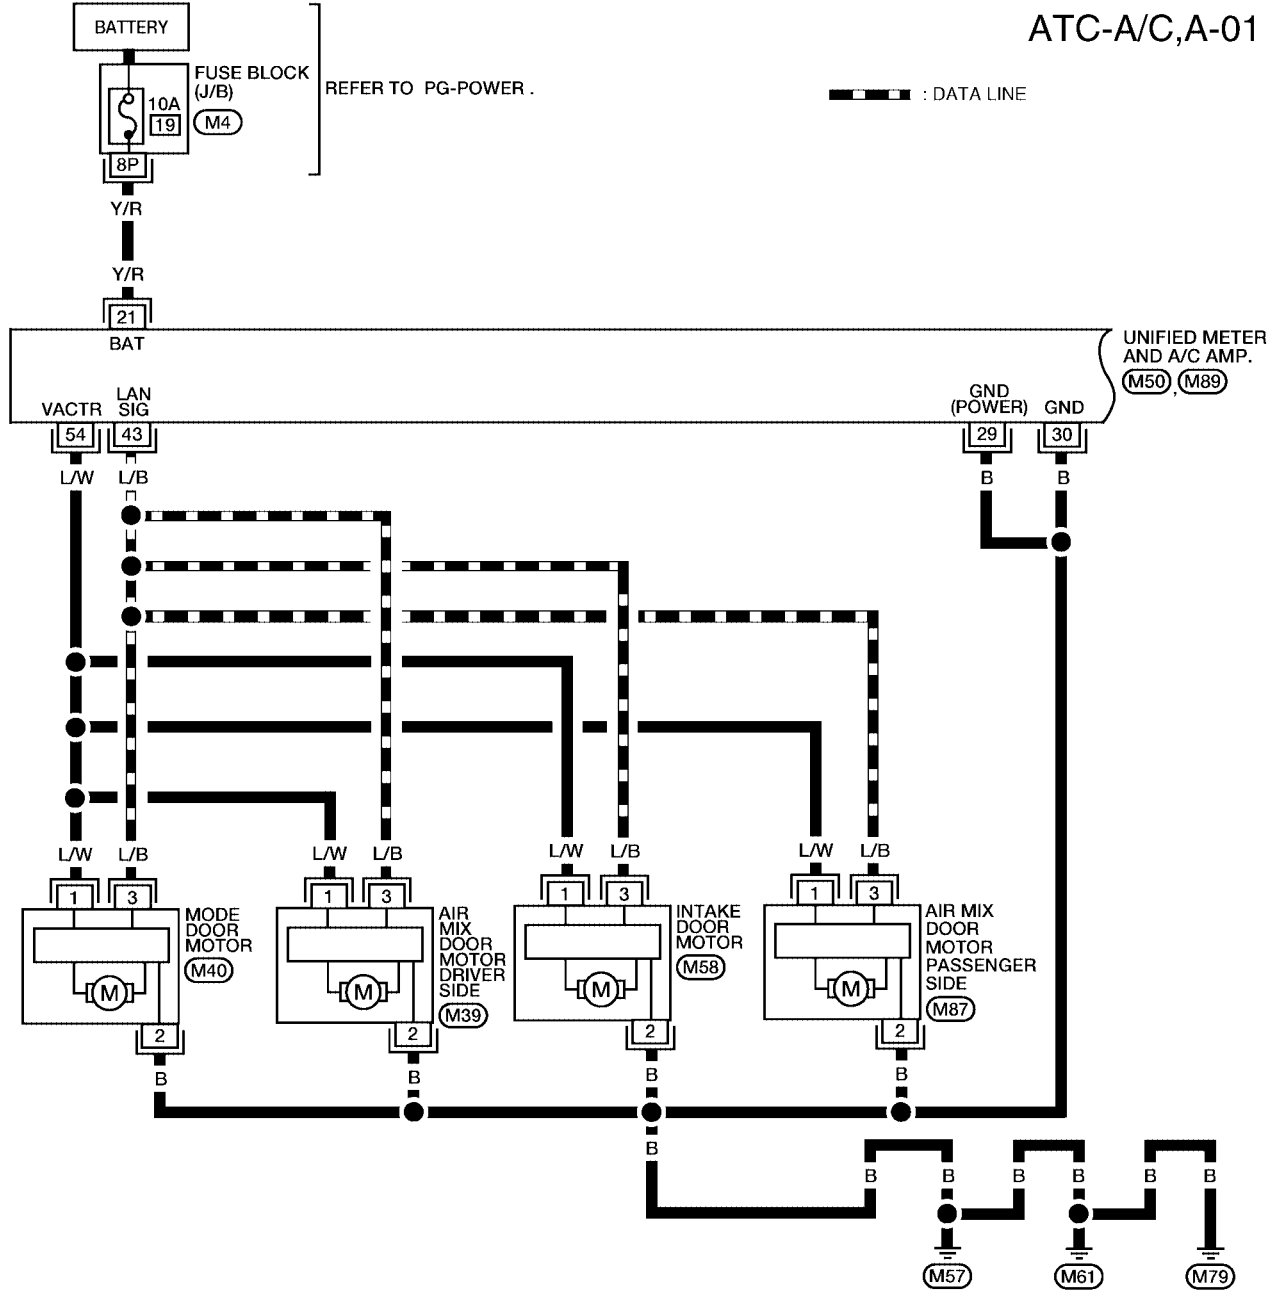 ATC-A/C,A-01
BATTERY
FUSE BLOCK
(J/B)
10A
19
M4
8P
REFER TO PG-POWER .
: DATA LINE
Y/R
Y/R
21
BAT
UNIFIED METER
AND A/C AMP.
M50 , M89
VACTR
LAN
SIG
GND
(POWER)
GND
54
43
29
30
L/W
L/B
B
B
L/W
L/B
L/W
L/B
L/W
L/B
L/W
L/B
1
3
1
3
1
3
1
3
MODE
DOOR
MOTOR
M40
M
2
AIR
MIX
DOOR
MOTOR
DRIVER
SIDE
M39
M
2
INTAKE
DOOR
MOTOR
M58
M
2
AIR MIX
DOOR
MOTOR
PASSENGER
SIDE
M87
M
2
B
B
B
B
B
B
B
B
B
B
B
M57
M61
M79